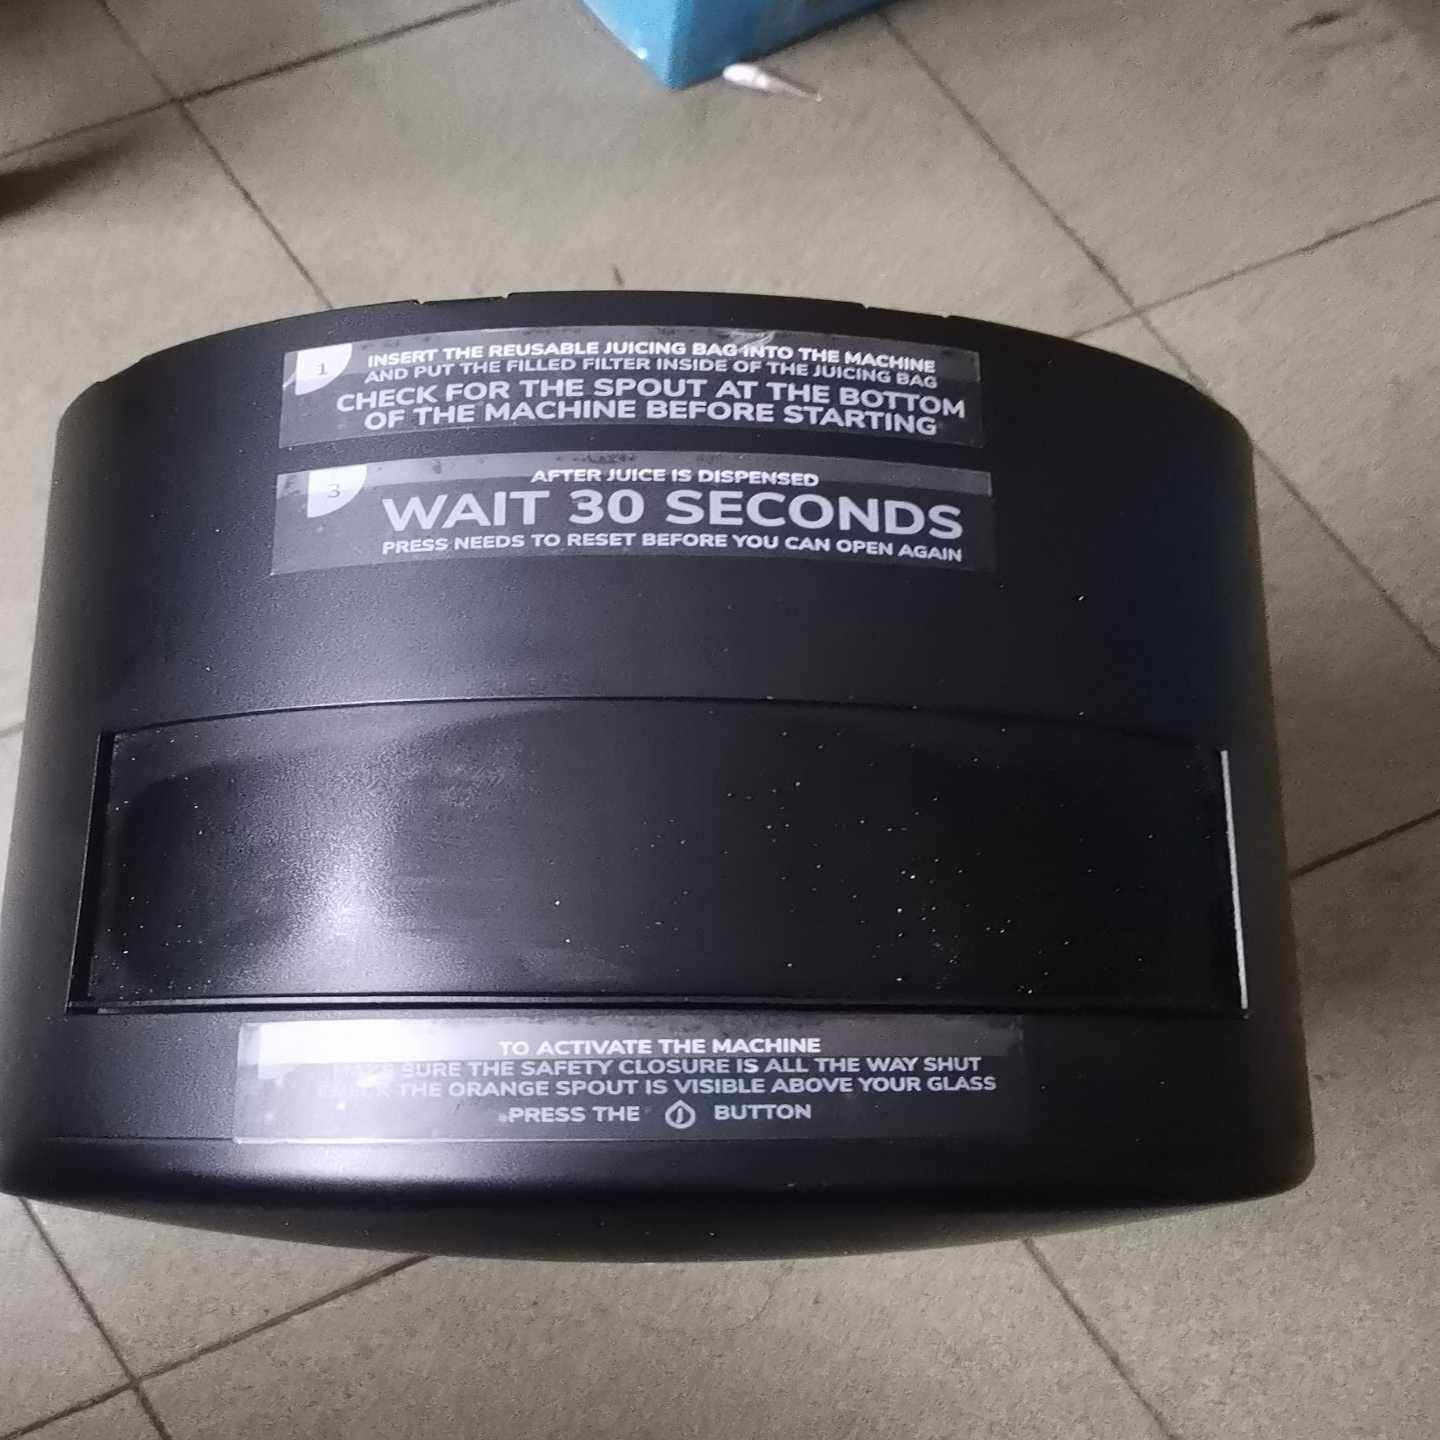 1
INSERT THE REUSABLE JUICING BAG INTO THE MACHINE
AND PUT THE FILLED FILTER INSIDE OF THE JUICING BAG
CHECK FOR THE SPOUT AT THE BOTTOM
OF THE MACHINE BEFORE STARTING
3
AFTER JUICE IS DISPENSED
WAIT 30 SECONDS
PRESS NEEDS TO RESET BEFORE YOU CAN OPEN AGAIN
TO ACTIVATE THE MACHINE
SURE THE SAFETY CLOSURE IS ALL THE WAY SHUT
THE ORANGE SPOUT IS VISIBLE ABOVE YOUR GLASS
PRESS THE BUTTON